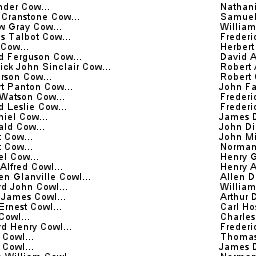 nder Cow... Nathani
Cranstone Cow... Samuel
w Gray Cow... William
s Talbot Cow... Frederic
Cow... Herbert
d Ferguson Cow... David A
ick John Sinclair Cow... Robert
rson Cow... Robert
t Panton Cow... John Fa
Watson Cow... Frederic
d Leslie Cow... Frederic
niel Cow... James D
ald Cow... John Di
t Cow... John Mi
t Cow... Norman
el Cow... Henry G
Alfred Cowl... Henry A
en Glanville Cowl... Allen D
rd John Cowl... William
James Cowl... Arthur D
Ernest Cowl... Carl Hos
Cowl... Charles
rd Henry Cowl... Frederic
Cowl... Thomas
Cowl... James D
William Cowl... Norman